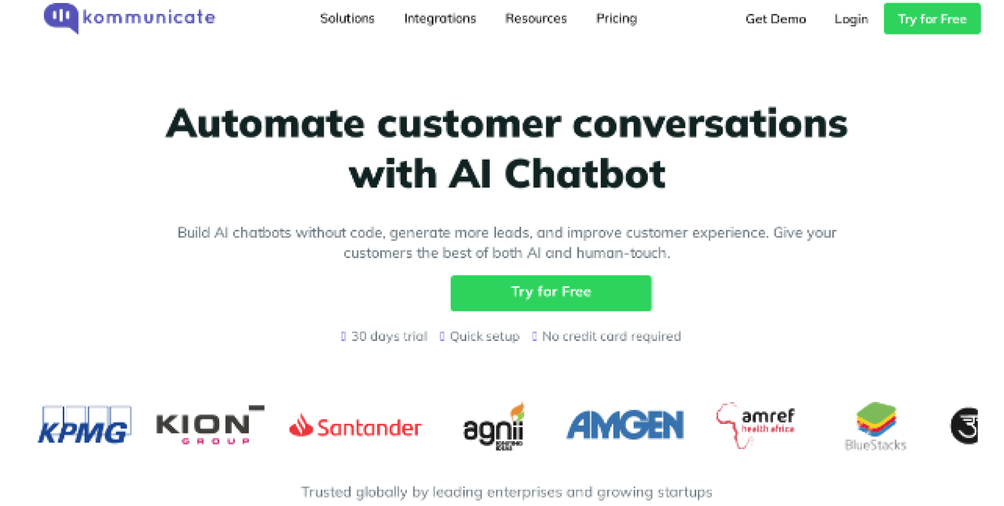 kommunicate
Solutions Integrations Resources Pricing
Get Demo Login Try for Free
Automate customer conversations
with AI Chatbot
Build AI chatbots without code, generate more leads, and improve customer experience. Give your
customers the best of both AI and human-touch.
Try for Free
30 days trial Quick setup No credit card required
KPMG
KION
GROUP
Santander
agnii
IGNITING
IDEAS
AMGEN
amref
health africa
BlueStacks
Trusted globally by leading enterprises and growing startups